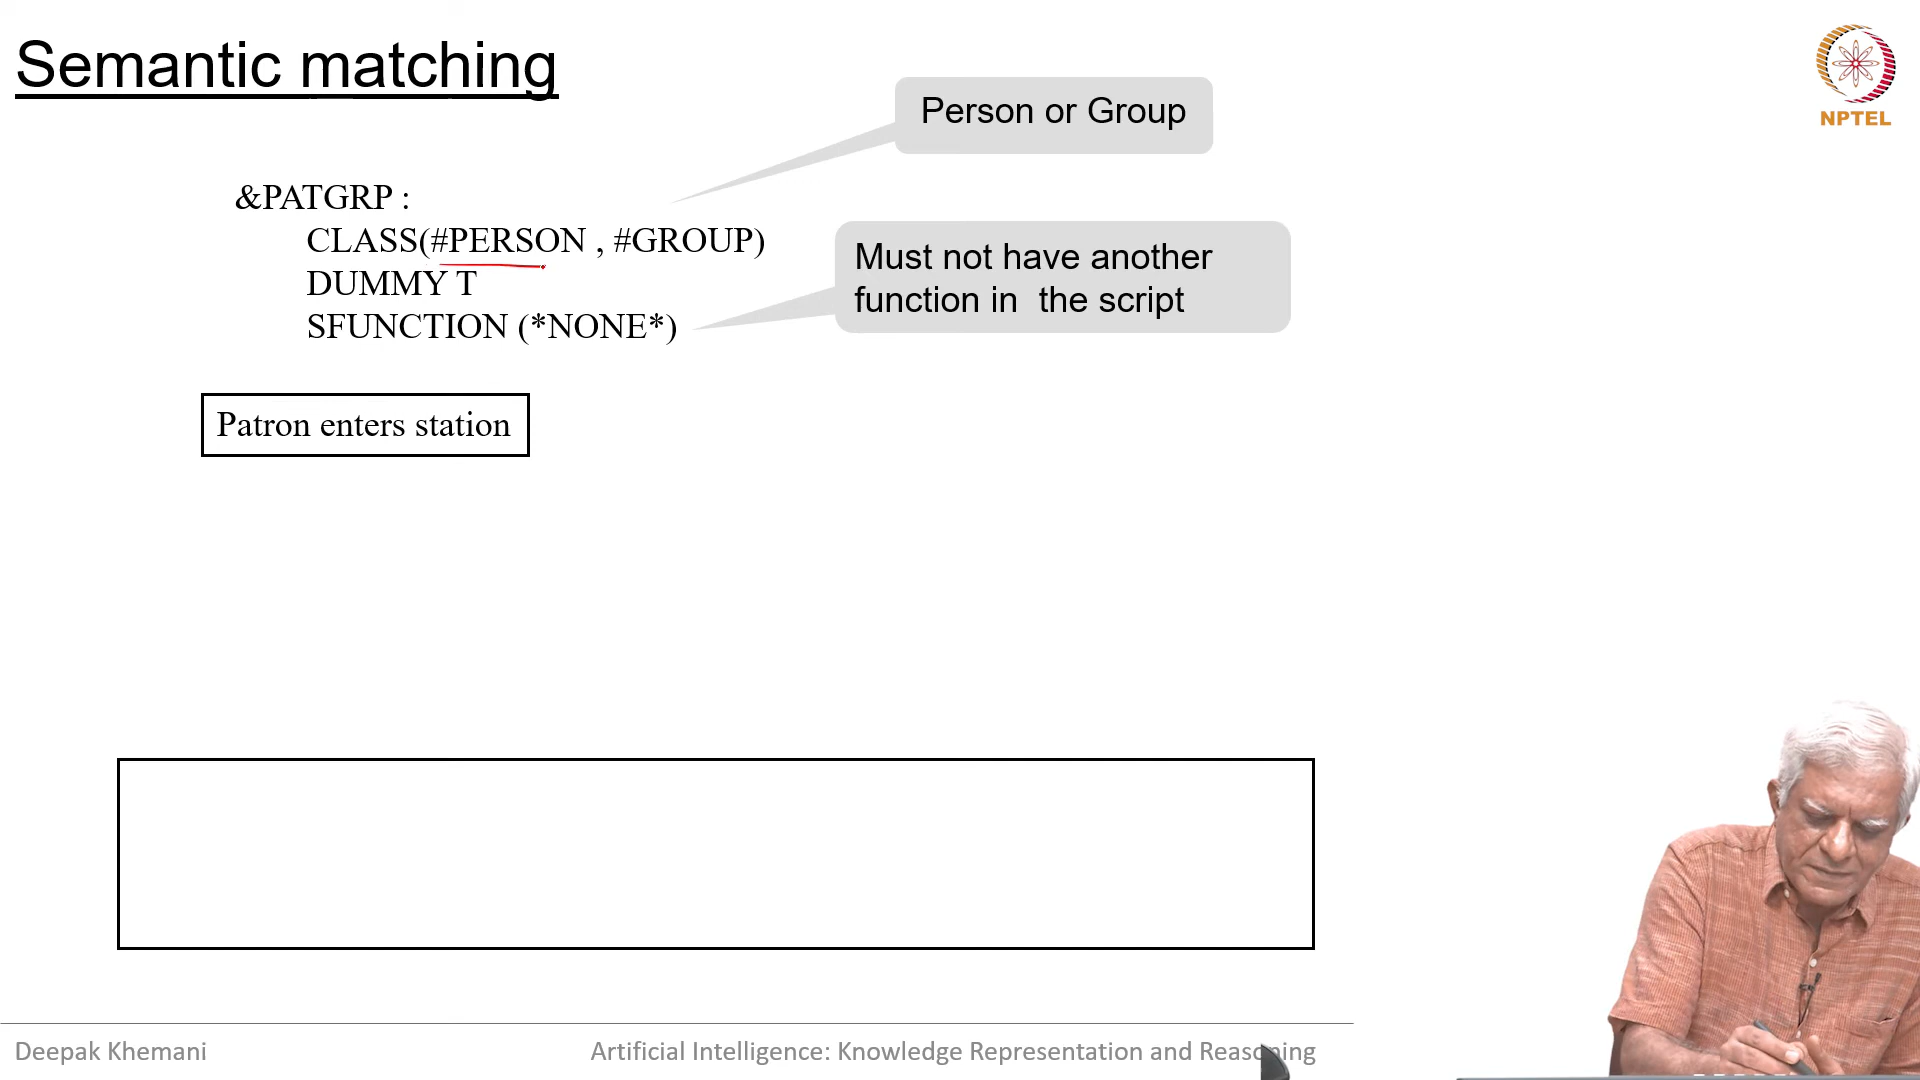 Semantic matching
Person or Group
NPTEL
&PATGRP :
CLASS(#PERSON , #GROUP)
DUMMY T
SFUNCTION (*NONE*)
Must not have another
function in the script
Patron enters station
Deepak Khemani
Artificial Intelligence: Knowledge Representation and Reasoning